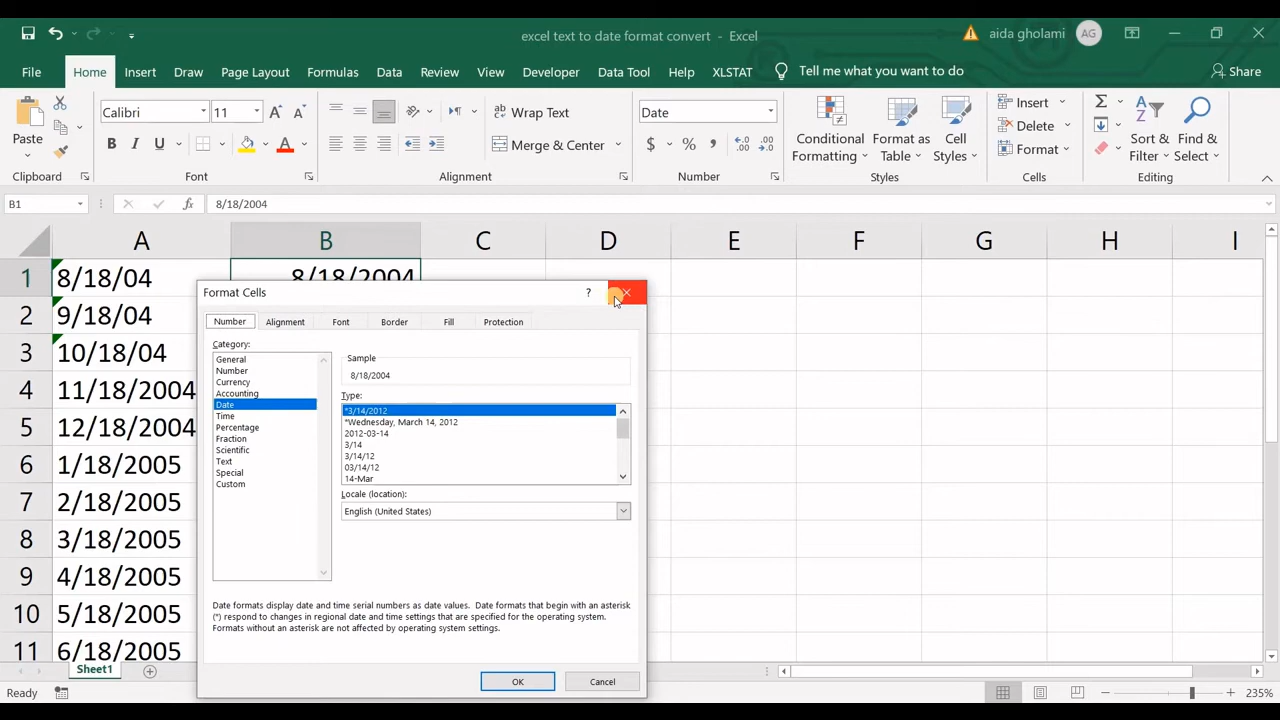 excel text to date format convert - Excel
aida gholami AG
File Home Insert Draw Page Layout Formulas Data Review View Developer Data Tool Help XLSTAT Tell me what you want to do Share
Paste
Clipboard
Calibri 11
B I U A
Font
Wrap Text
Merge & Center
Alignment
Date
$ % ,
Number
Conditional Formatting
Format as Table
Cell Styles
Styles
Insert
Delete
Format
Cells
Sort & Filter
Find & Select
Editing
B1 fx 8/18/2004
A B C D E F G H I
1 8/18/04 8/18/2004
2 9/18/04
3 10/18/04
4 11/18/2004
5 12/18/2004
6 1/18/2005
7 2/18/2005
8 3/18/2005
9 4/18/2005
10 5/18/2005
11 6/18/2005
Format Cells ?
Number Alignment Font Border Fill Protection
Category:
General
Number
Currency
Accounting
Date
Time
Percentage
Fraction
Scientific
Text
Special
Custom
Sample
8/18/2004
Type:
*3/14/2012
*Wednesday, March 14, 2012
2012-03-14
3/14
3/14/12
03/14/12
14-Mar
Locale (location):
English (United States)
Date formats display date and time serial numbers as date values. Date formats that begin with an asterisk
(*) respond to changes in regional date and time settings that are specified for the operating system.
Formats without an asterisk are not affected by operating system settings.
OK Cancel
Sheet1
Ready 235%